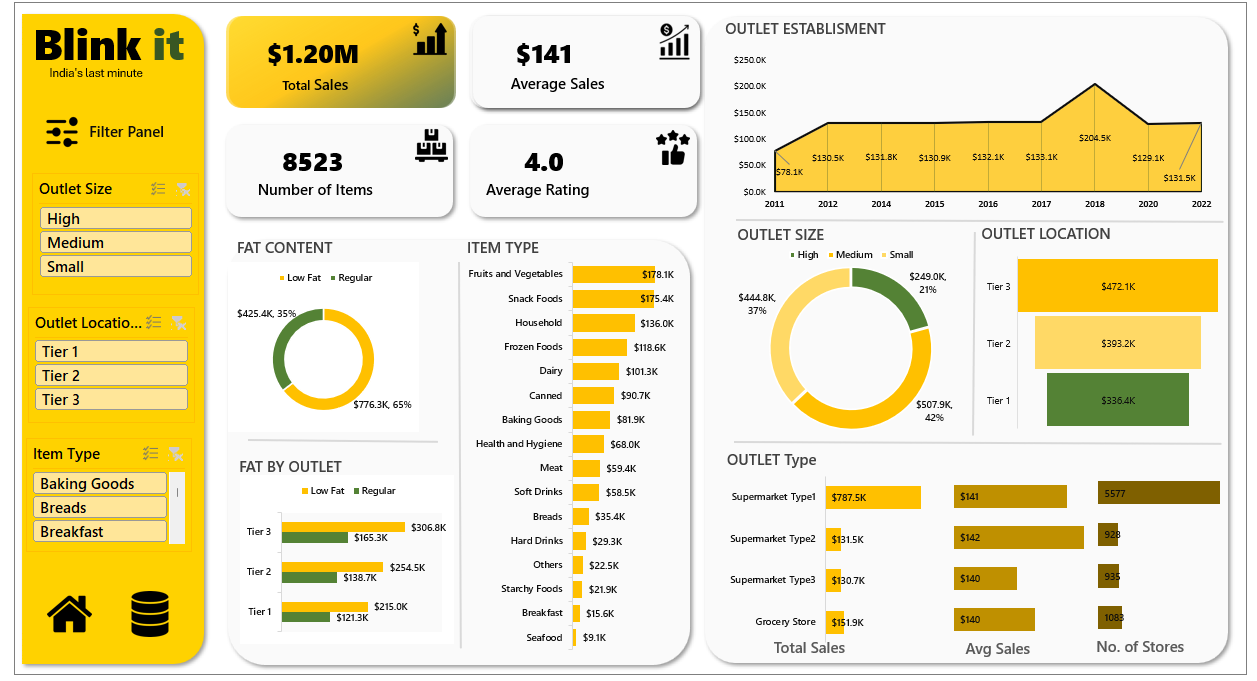 Blink it
India's last minute
Filter Panel
Outlet Size
High
Medium
Small
Outlet Locatio...
Tier 1
Tier 2
Tier 3
Item Type
Baking Goods
Breads
Breakfast
$1.20M
Total Sales
$141
Average Sales
8523
Number of Items
4.0
Average Rating
FAT CONTENT
Low Fat Regular
$425.4K, 35%
$776.3K, 65%
FAT BY OUTLET
Low Fat Regular
Tier 3 $306.8K
$165.3K
Tier 2 $254.5K
$138.7K
Tier 1 $215.0K
$121.3K
ITEM TYPE
Fruits and Vegetables $178.1K
Snack Foods $175.4K
Household $136.0K
Frozen Foods $118.6K
Dairy $101.3K
Canned $90.7K
Baking Goods $81.9K
Health and Hygiene $68.0K
Meat $59.4K
Soft Drinks $58.5K
Breads $35.4K
Hard Drinks $29.3K
Others $22.5K
Starchy Foods $21.9K
Breakfast $15.6K
Seafood $9.1K
OUTLET ESTABLISMENT
$250.0K
$200.0K
$150.0K
$100.0K
$50.0K
$0.0K
$78.1K $130.5K $131.8K $130.9K $132.1K $133.1K $204.5K $129.1K $131.5K
2011 2012 2014 2015 2016 2017 2018 2020 2022
OUTLET SIZE
High Medium Small
$249.0K,
21%
$444.8K,
37%
$507.9K,
42%
OUTLET LOCATION
Tier 3 $472.1K
Tier 2 $393.2K
Tier 1 $336.4K
OUTLET Type
Supermarket Type1 $787.5K $141 5577
Supermarket Type2 $131.5K $142 928
Supermarket Type3 $130.7K $140 935
Grocery Store $151.9K $140 1083
Total Sales Avg Sales No. of Stores